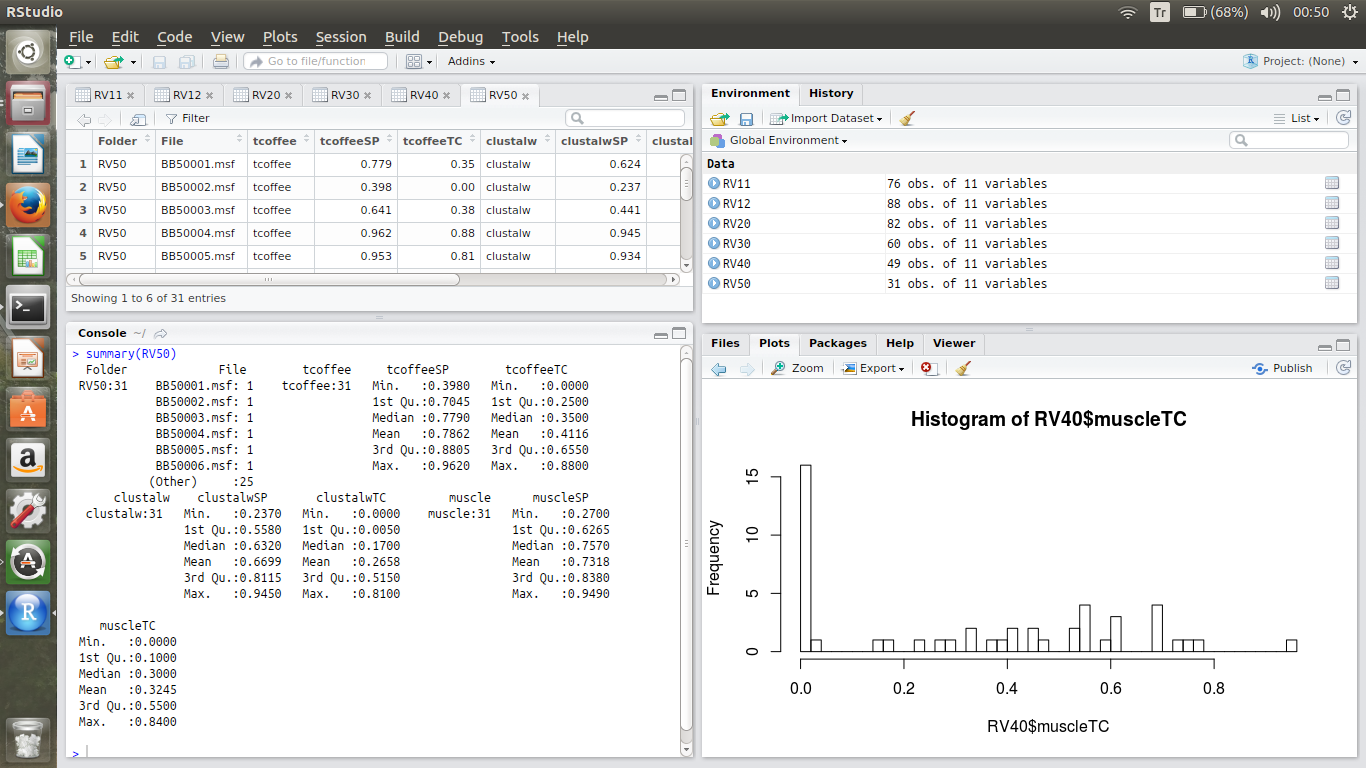 RStudio
Tr (68%) 00:50
File Edit Code View Plots Session Build Debug Tools Help
Go to file/function Addins Project: (None)
RV11 RV12 RV20 RV30 RV40 RV50
Filter
Folder File tcoffee tcoffeeSP tcoffeeTC clustalw clustalwSP clustal
1 RV50 BB50001.msf tcoffee 0.779 0.35 clustalw 0.624
2 RV50 BB50002.msf tcoffee 0.398 0.00 clustalw 0.237
3 RV50 BB50003.msf tcoffee 0.641 0.38 clustalw 0.441
4 RV50 BB50004.msf tcoffee 0.962 0.88 clustalw 0.945
5 RV50 BB50005.msf tcoffee 0.953 0.81 clustalw 0.934
Showing 1 to 6 of 31 entries
Console ~/
> summary(RV50)
Folder File tcoffee tcoffeeSP tcoffeeTC
RV50:31 BB50001.msf: 1 tcoffee:31 Min. :0.3980 Min. :0.0000
BB50002.msf: 1 1st Qu.:0.7045 1st Qu.:0.2500
BB50003.msf: 1 Median :0.7790 Median :0.3500
BB50004.msf: 1 Mean :0.7862 Mean :0.4116
BB50005.msf: 1 3rd Qu.:0.8805 3rd Qu.:0.6550
BB50006.msf: 1 Max. :0.9620 Max. :0.8800
(Other) :25
clustalw clustalwSP clustalwTC muscle muscleSP
clustalw:31 Min. :0.2370 Min. :0.0000 muscle:31 Min. :0.2700
1st Qu.:0.5580 1st Qu.:0.0050 1st Qu.:0.6265
Median :0.6320 Median :0.1700 Median :0.7570
Mean :0.6699 Mean :0.2658 Mean :0.7318
3rd Qu.:0.8115 3rd Qu.:0.5150 3rd Qu.:0.8380
Max. :0.9450 Max. :0.8100 Max. :0.9490
muscleTC
Min. :0.0000
1st Qu.:0.1000
Median :0.3000
Mean :0.3245
3rd Qu.:0.5500
Max. :0.8400
>
Environment History
Import Dataset List
Global Environment
Data
RV11 76 obs. of 11 variables
RV12 88 obs. of 11 variables
RV20 82 obs. of 11 variables
RV30 60 obs. of 11 variables
RV40 49 obs. of 11 variables
RV50 31 obs. of 11 variables
Files Plots Packages Help Viewer
Zoom Export Publish
Histogram of RV40$muscleTC
Frequency
15
10
5
0
0.0 0.2 0.4 0.6 0.8
RV40$muscleTC